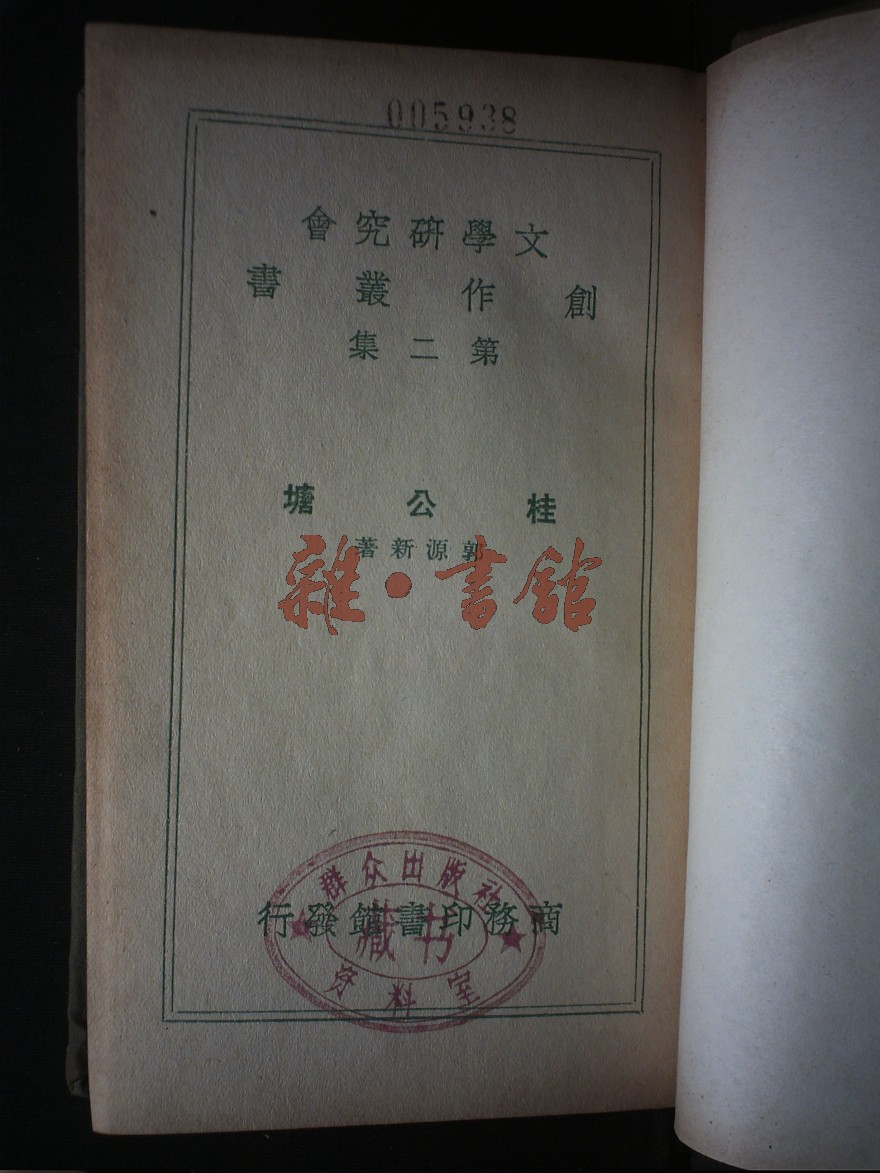 005938
文學研究會
創作叢書
第二集
桂公塘
郭源新著
雜·書館
商務印書館發行
群众出版社
藏书
资料室